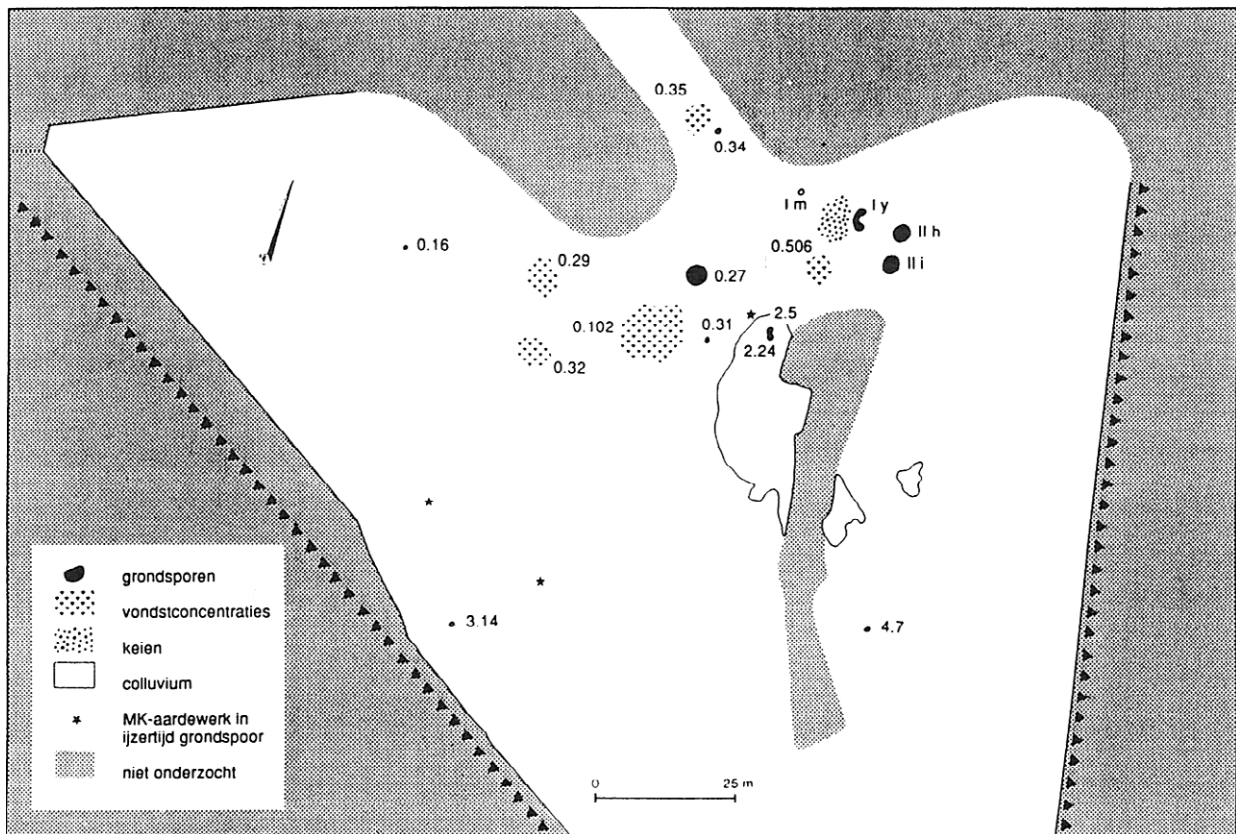 0.35
0.34
I m
I y
II h
0.506
II i
0.16
0.29
0.27
0.102
0.31
2.5
2.24
0.32
3.14
4.7
grondsporen
vondstconcentraties
keien
colluvium
MK-aardewerk in
ijzertijd grondspoor
niet onderzocht
0 25 m